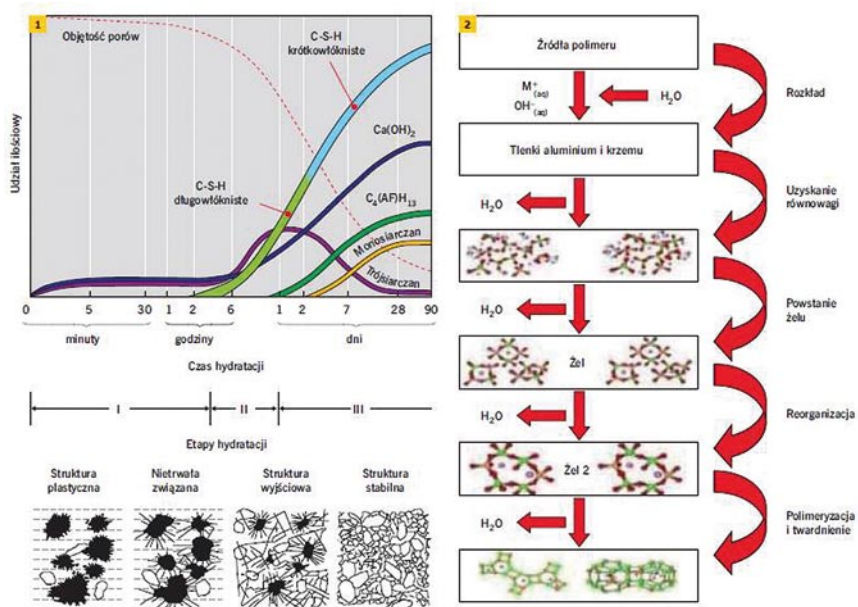 1
Objętość porów
C-S-H
krótkowłókniste
Ca(OH)2
C-S-H
długowłókniste
C4(AF)H13
Monosiarczan
Trójsiarczan
Udział ilościowy
0 5 30 1 2 6 1 2 7 28 90
minuty godziny dni
Czas hydratacji
I II III
Etapy hydratacji
Struktura
plastyczna
Nietrwała
związana
Struktura
wyjściowa
Struktura
stabilna
2
Źródła polimeru
M+(aq)
OH−(aq)
H2O
Rozkład
Tlenki aluminium i krzemu
H2O
Uzyskanie
równowagi
H2O
Powstanie
żelu
Żel
H2O
Reorganizacja
Żel 2
H2O
Polimeryzacja
i twardnienie